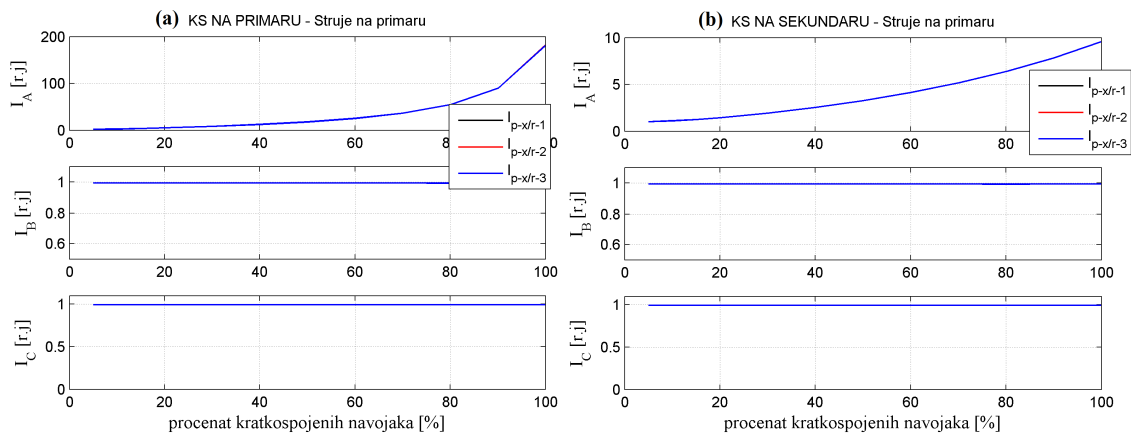 (a) KS NA PRIMARU - Struje na primaru
200
100
0
I_A [r.j]
0 20 40 60 80 0
I_p-x/r-1
I_p-x/r-2
I_p-x/r-3
1
0.8
0.6
I_B [r.j]
0 20 40 60 80 100
1
0.5
0
I_C [r.j]
0 20 40 60 80 100
procenat kratkospojenih navojaka [%]
(b) KS NA SEKUNDARU - Struje na primaru
10
5
0
I_A [r.j]
0 20 40 60 80 100
I_p-x/r-1
I_p-x/r-2
I_p-x/r-3
1
0.8
0.6
I_B [r.j]
0 20 40 60 80 100
1
0.5
0
I_C [r.j]
0 20 40 60 80 100
procenat kratkospojenih navojaka [%]